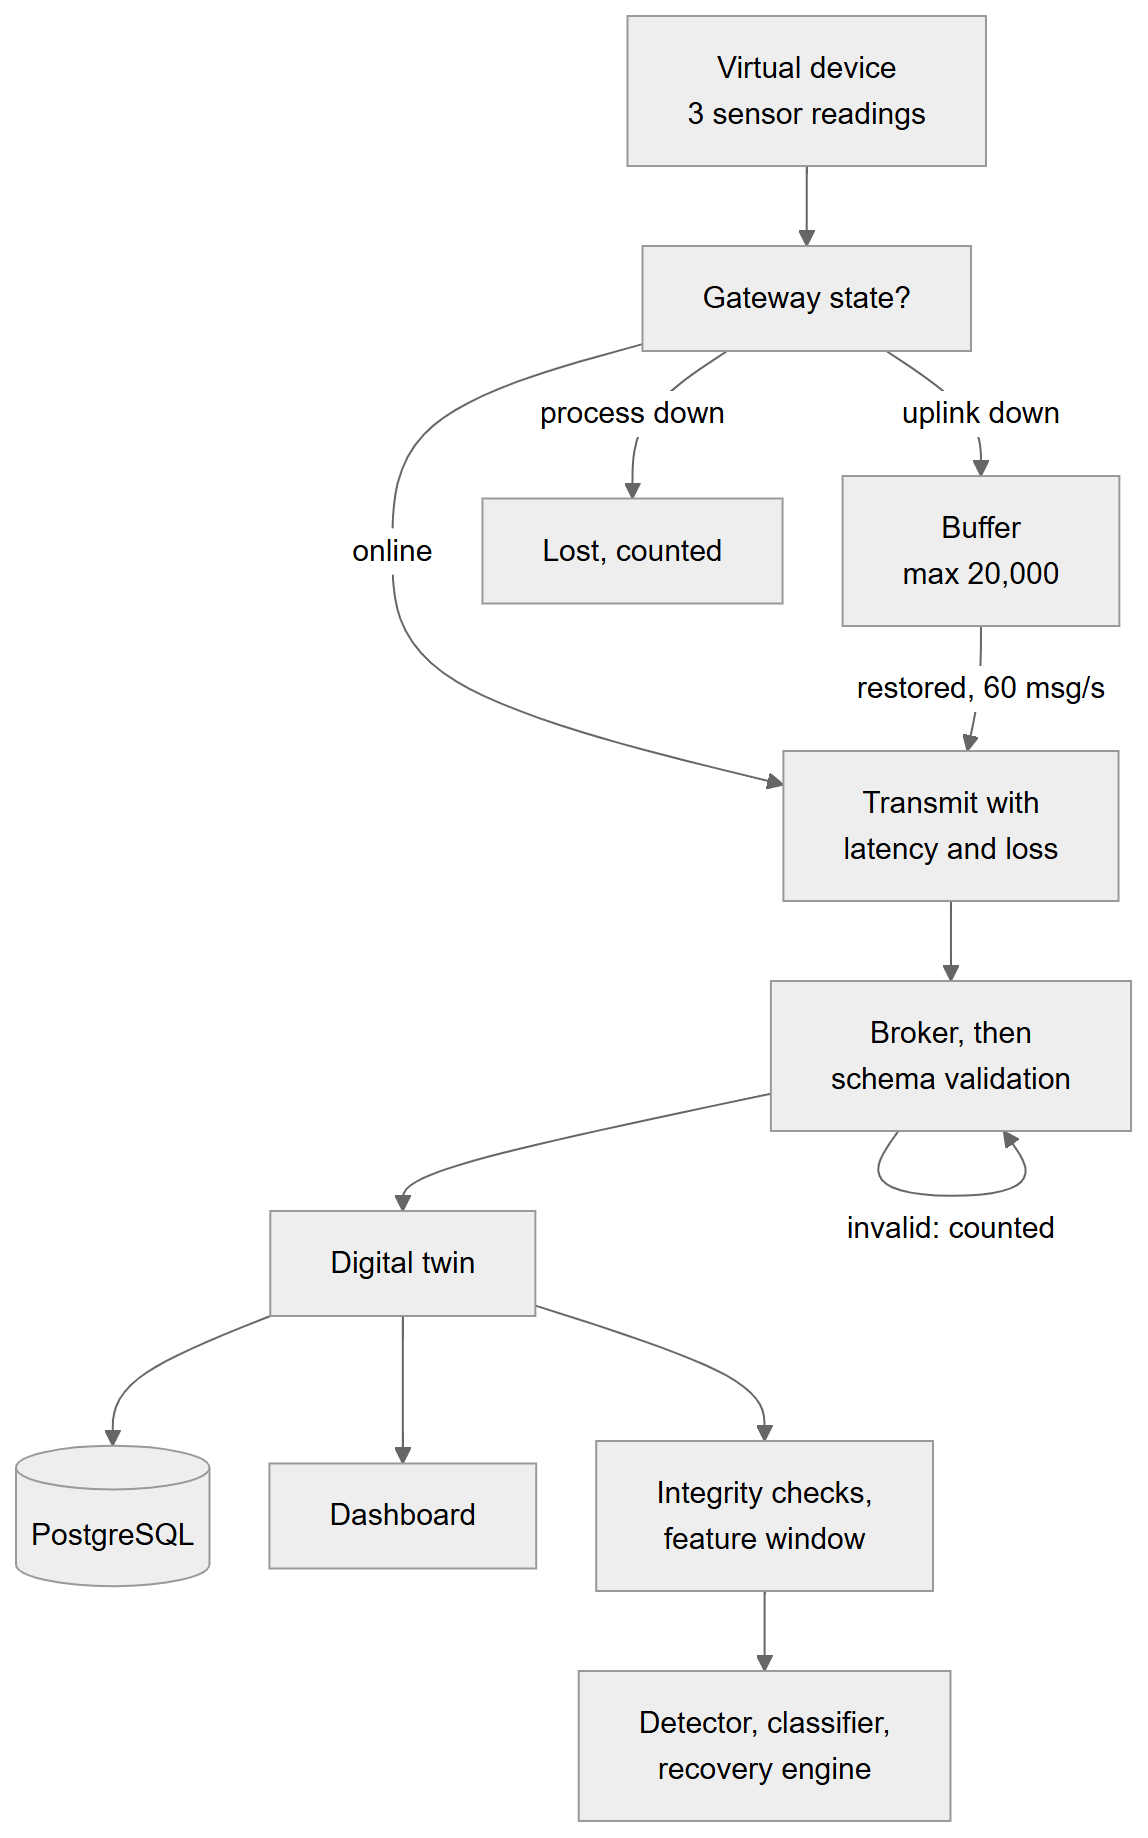 Virtual device
3 sensor readings
Gateway state?
process down
uplink down
online
Lost, counted
Buffer
max 20,000
restored, 60 msg/s
Transmit with
latency and loss
Broker, then
schema validation
invalid: counted
Digital twin
PostgreSQL
Dashboard
Integrity checks,
feature window
Detector, classifier,
recovery engine